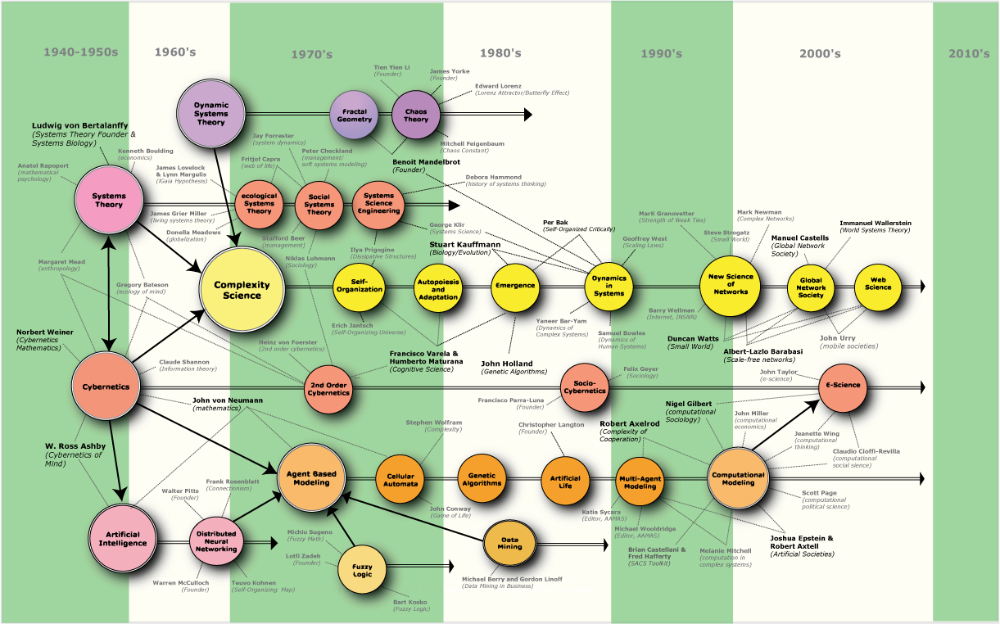 1940-1950s
1960's
1970's
1980's
1990's
2000's
2010's
Dynamic
Systems
Theory
Fractal
Geometry
Chaos
Theory
Tien Yien Li
(Founder)
James Yorke
(Founder)
Edward Lorenz
(Lorenz Attractor/Butterfly Effect)
Mitchell Feigenbaum
(Chaos Constant)
Benoit Mandelbrot
(Founder)
Ludwig von Bertalanffy
(Systems Theory Founder &
Systems Biology)
Kenneth Boulding
(economics)
Anatol Rapoport
(mathematical
psychology)
James Lovelock
& Lynn Margulis
(Gaia Hypothesis)
Jay Forrester
(system dynamics)
Fritjof Capra
(web of life)
Peter Checkland
(management/
soft systems modeling)
Debora Hammond
(history of systems thinking)
Systems
Theory
ecological
Systems
Theory
Social
Systems
Theory
Systems
Science
Engineering
James Grier Miller
(living systems theory)
Donella Meadows
(globalization)
Stafford Beer
(management)
George Klir
(Systems Science)
Ilya Prigogine
(Dissipative Structures)
Niklas Luhmann
(Sociology)
Stuart Kauffmann
(Biology/Evolution)
Per Bak
(Self-Organized Critically)
Geoffrey West
(Scaling Laws)
MarK Granovetter
(Strength of Weak Ties)
Steve Strogatz
(Small World)
Mark Newman
(Complex Networks)
Manuel Castells
(Global Network
Society)
Immanuel Wallerstein
(World Systems Theory)
Margaret Mead
(anthropology)
Gregory Bateson
(ecology of mind)
Complexity
Science
Self-
Organization
Autopoiesis
and
Adaptation
Emergence
Dynamics
in
Systems
New Science
of
Networks
Global
Network
Society
Web
Science
Erich Jantsch
(Self-Organizing Universe)
Yaneer Bar-Yam
(Dynamics of
Complex Systems)
Samuel Bowles
(Dynamics of
Human Systems)
Barry Wellman
(Internet, INSNN)
Duncan Watts
(Small World)
Albert-Lazlo Barabasi
(Scale-free networks)
John Urry
(mobile societies)
Norbert Weiner
(Cybernetics
Mathematics)
Heinz von Foerster
(2nd order cybernetics)
Francisco Varela &
Humberto Maturana
(Cognitive Science)
John Holland
(Genetic Algorithms)
Claude Shannon
(Information theory)
Cybernetics
2nd Order
Cybernetics
Socio-
Cybernetics
Felix Geyer
(Sociology)
Francisco Parra-Luna
(Founder)
John Taylor
(e-science)
E-Science
John von Neumann
(mathematics)
Stephen Wolfram
(Complexity)
Christopher Langton
(Founder)
Robert Axelrod
(Complexity of
Cooperation)
Nigel Gilbert
(computational
Sociology)
John Miller
(computational
economics)
Jeanette Wing
(computational
thinking)
Claudio Cioffi-Revilla
(computational
social sience)
W. Ross Ashby
(Cybernetics of
Mind)
Agent Based
Modeling
Cellular
Automata
Genetic
Algorithms
Artificial
Life
Multi-Agent
Modeling
Computational
Modeling
Scott Page
(computational
political science)
Frank Rosenblatt
(Connectionism)
Walter Pitts
(Founder)
John Conway
(Game of Life)
Katia Sycara
(Editor, AAMAS)
Michael Wooldridge
(Editor, AAMAS)
Brian Castellani &
Fred Hafferty
(SACS Toolkit)
Melanie Mitchell
(computation in
complex systems)
Joshua Epstein &
Robert Axtell
(Artificial Societies)
Artificial
Intelligence
Distributed
Neural
Networking
Michio Sugeno
(Fuzzy Math)
Lotfi Zadeh
(Founder)
Fuzzy
Logic
Data
Mining
Warren McCulloch
(Founder)
Teuvo Kohnen
(Self-Organizing Map)
Michael Berry and Gordon Linoff
(Data Mining in Business)
Bart Kosko
(Fuzzy Logic)